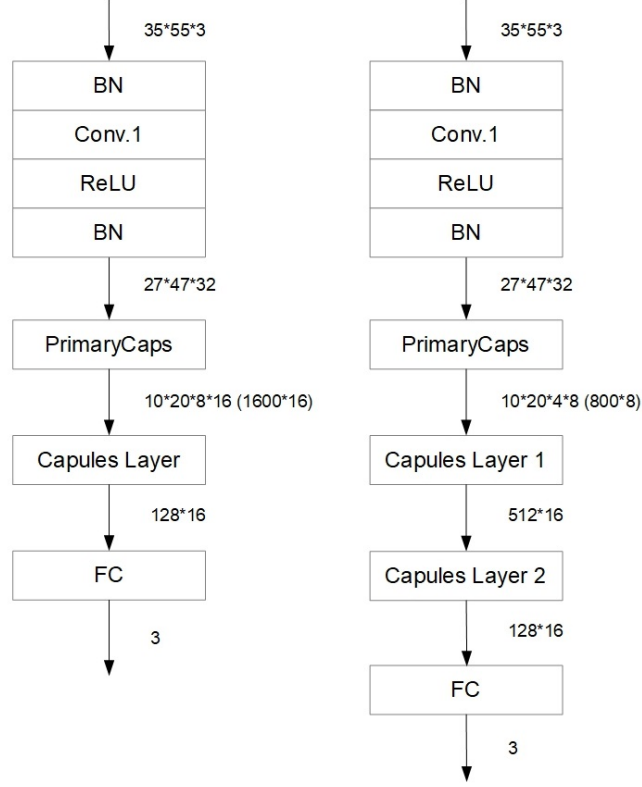 35*55*3
BN
Conv.1
ReLU
BN
27*47*32
PrimaryCaps
10*20*8*16 (1600*16)
Capules Layer
128*16
FC
3
35*55*3
BN
Conv.1
ReLU
BN
27*47*32
PrimaryCaps
10*20*4*8 (800*8)
Capules Layer 1
512*16
Capules Layer 2
128*16
FC
3